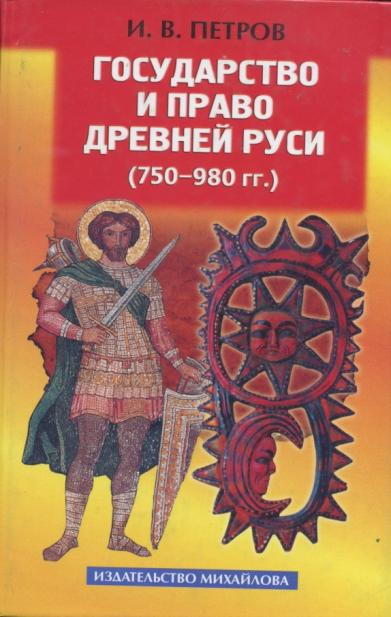 И. В. ПЕТРОВ
ГОСУДАРСТВО
И ПРАВО
ДРЕВНЕЙ РУСИ
(750–980 гг.)
ИЗДАТЕЛЬСТВО МИХАЙЛОВА